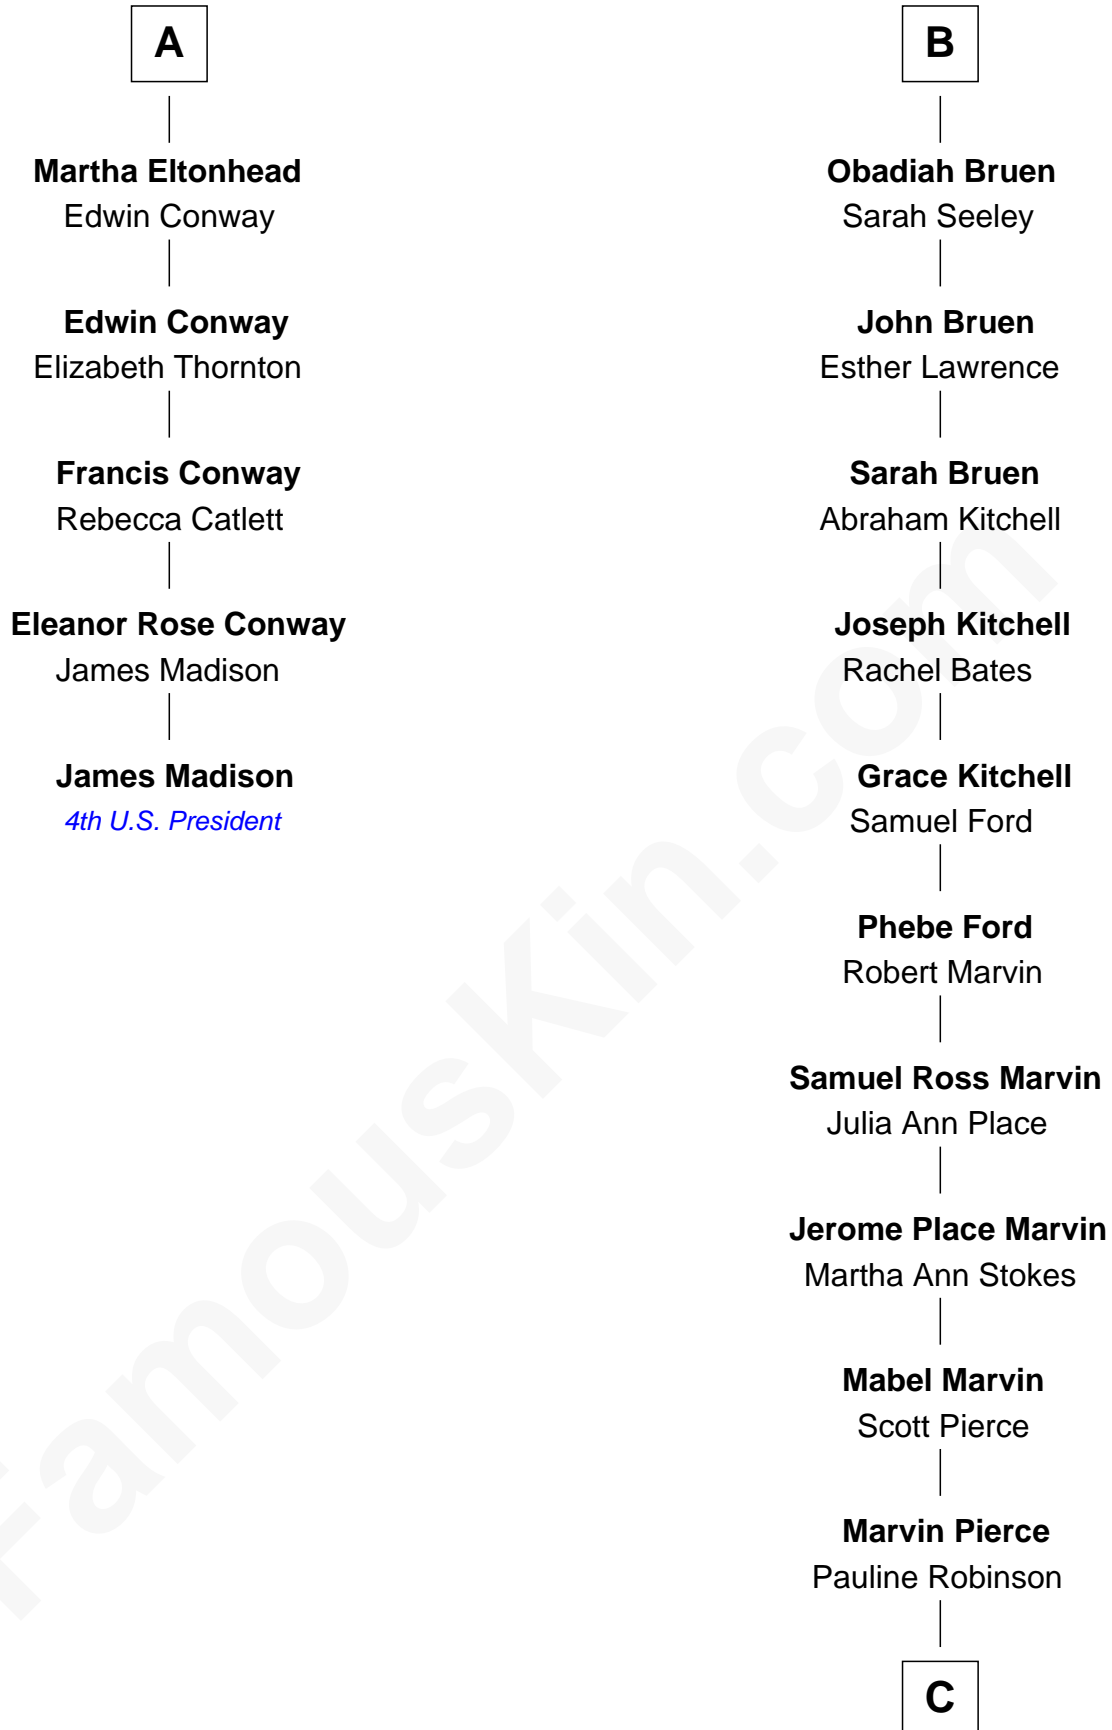 A
Martha Eltonhead
Edwin Conway
Edwin Conway
Elizabeth Thornton
Francis Conway
Rebecca Catlett
Eleanor Rose Conway
James Madison
James Madison
4th U.S. President
B
Obadiah Bruen
Sarah Seeley
John Bruen
Esther Lawrence
Sarah Bruen
Abraham Kitchell
Joseph Kitchell
Rachel Bates
Grace Kitchell
Samuel Ford
Phebe Ford
Robert Marvin
Samuel Ross Marvin
Julia Ann Place
Jerome Place Marvin
Martha Ann Stokes
Mabel Marvin
Scott Pierce
Marvin Pierce
Pauline Robinson
C
FamousKin.com